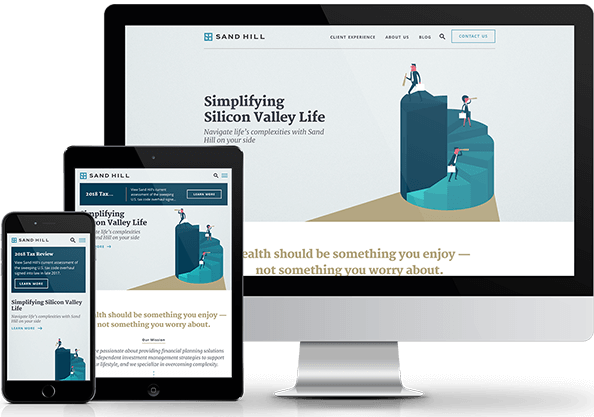 SAND HILL
CLIENT EXPERIENCE
ABOUT US
BLOG
CONTACT US
Simplifying
Silicon Valley Life
Navigate life's complexities with Sand
Hill on your side
ealth should be something you enjoy —
not something you worry about.
SAND HILL
2018 Tax...
View Sand Hill's current
assessment of the sweeping
U.S. tax code overhaul signe...
LEARN MORE
Simplifying
Silicon Valley Life
Navigate life's complexities with
Sand Hill on your side
MORE
lth should be something you enjoy —
not something you worry about.
Our Mission
e passionate about providing financial planning solutions
dependent investment management strategies to support
r lifestyle, and we specialize in overcoming complexity.
SAND HILL
2018 Tax Review
View Sand Hill's current assessment of
the sweeping U.S. tax code overhaul
signed into law in late 2017.
LEARN MORE
Simplifying Silicon Valley
Life
Navigate life's complexities with Sand
Hill on your side
LEARN MORE